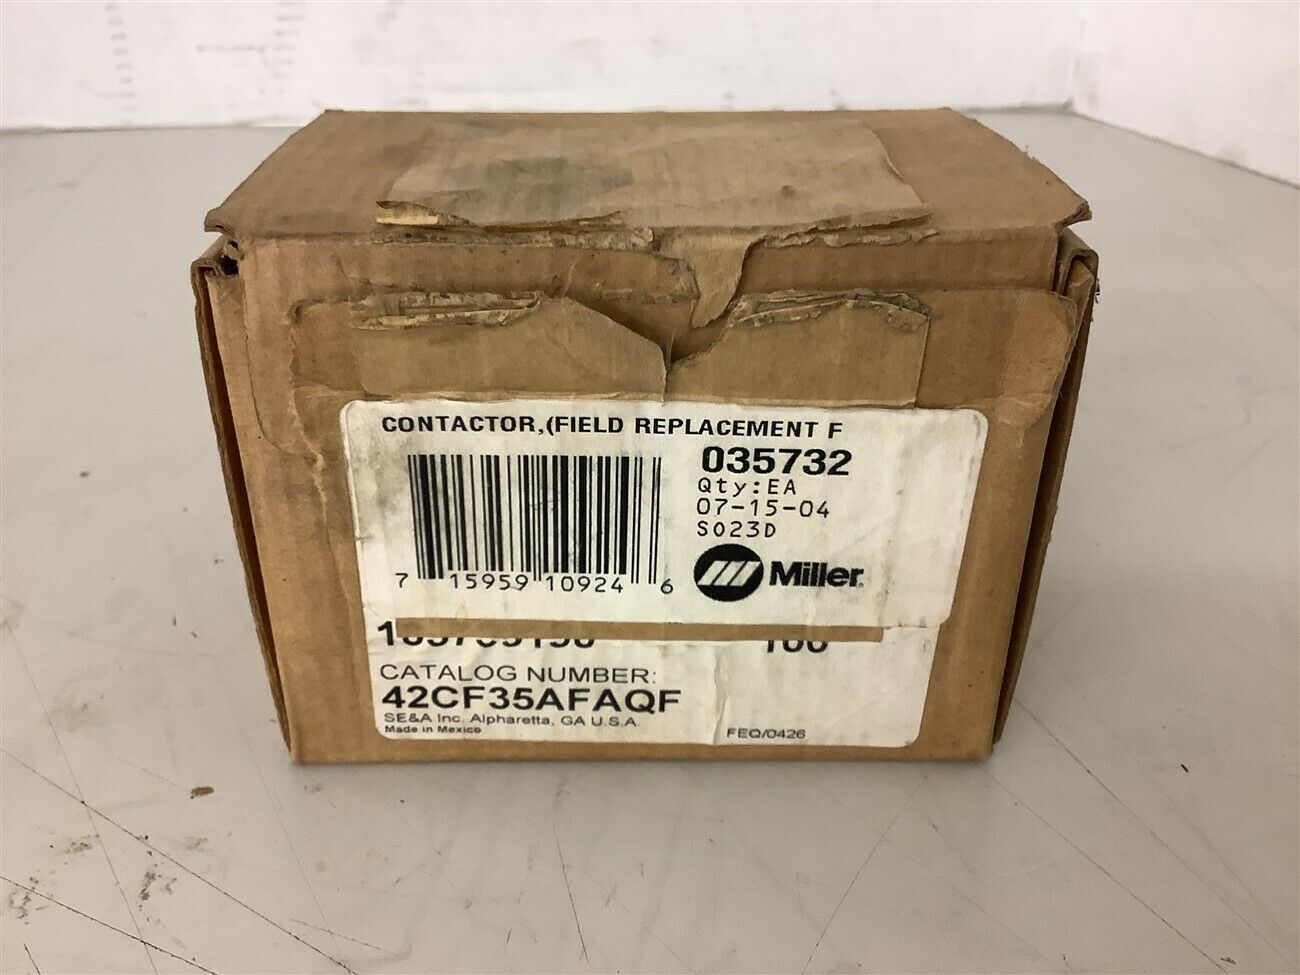 CONTACTOR,(FIELD REPLACEMENT F
035732
Qty:EA
07-15-04
S023D
Miller
7 15959 10924 6
CATALOG NUMBER:
42CF35AFAQF
SE&A Inc. Alpharetta, GA U.S.A.
Made in Mexico
FEQ/0426